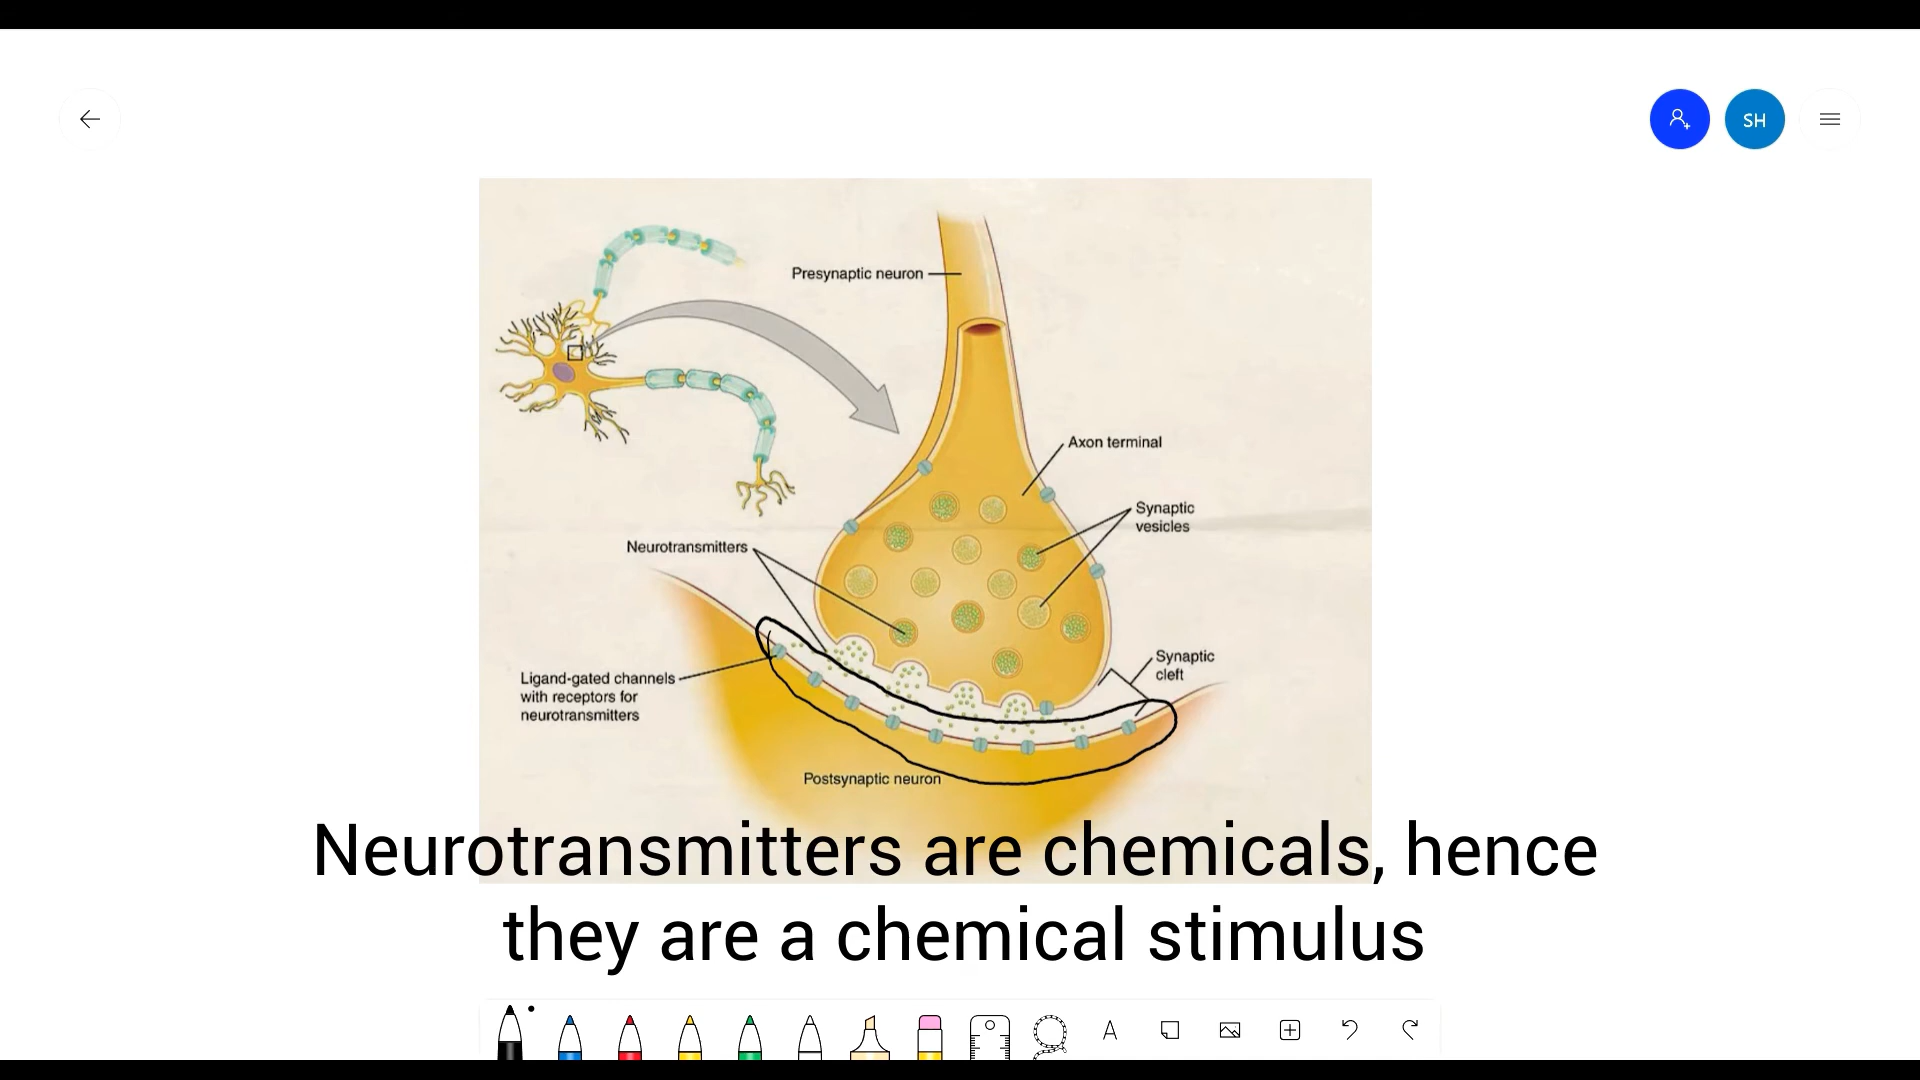 SH
Presynaptic neuron
Axon terminal
Synaptic
vesicles
Neurotransmitters
Synaptic
cleft
Ligand-gated channels
with receptors for
neurotransmitters
Postsynaptic neuron
Neurotransmitters are chemicals, hence
they are a chemical stimulus
A